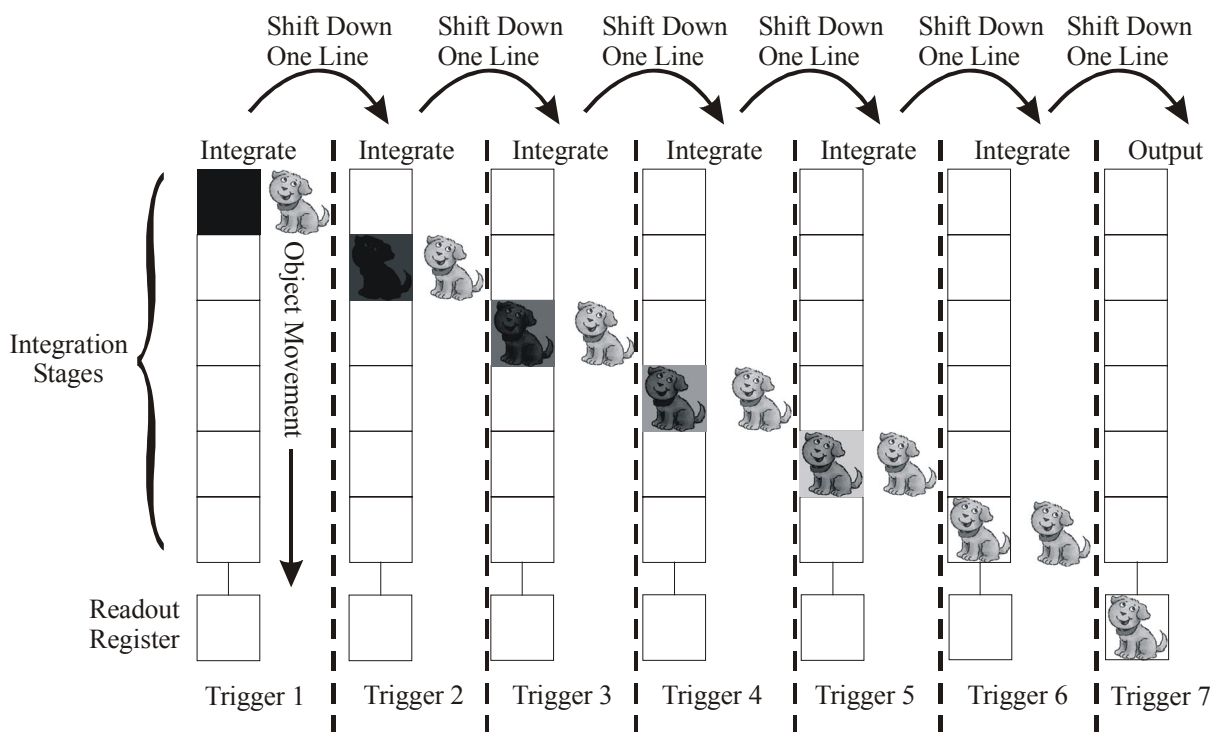 Shift Down
One Line
Shift Down
One Line
Shift Down
One Line
Shift Down
One Line
Shift Down
One Line
Shift Down
One Line
Integrate
Integrate
Integrate
Integrate
Integrate
Integrate
Output
Object Movement
Integration
Stages
Readout
Register
Trigger 1
Trigger 2
Trigger 3
Trigger 4
Trigger 5
Trigger 6
Trigger 7